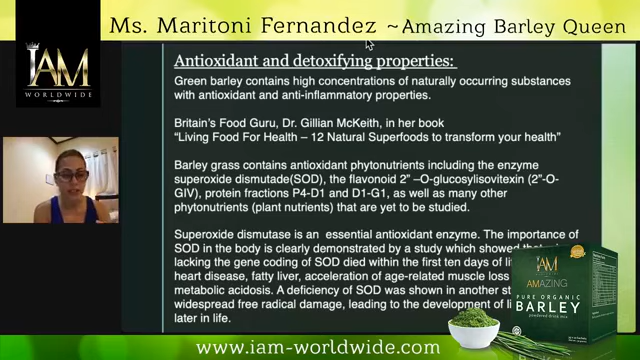 Ms. Maritoni Fernandez ~Amazing Barley Queen
IAM
WORLDWIDE
Antioxidant and detoxifying properties:
Green barley contains high concentrations of naturally occurring substances
with antioxidant and anti-inflammatory properties.
Britain's Food Guru, Dr. Gillian McKeith, in her book
"Living Food For Health – 12 Natural Superfoods to transform your health"
Barley grass contains antioxidant phytonutrients including the enzyme
superoxide dismutade(SOD), the flavonoid 2" –O-glucosylisovitexin (2"-O-
GIV), protein fractions P4-D1 and D1-G1, as well as many other
phytonutrients (plant nutrients) that are yet to be studied.
Superoxide dismutase is an essential antioxidant enzyme. The importance of
SOD in the body is clearly demonstrated by a study which showed
lacking the gene coding of SOD died within the first ten days of
heart disease, fatty liver, acceleration of age-related muscle loss
metabolic acidosis. A deficiency of SOD was shown in another
widespread free radical damage, leading to the development of
later in life.
IAM
AMAZING
PURE ORGANIC
BARLEY
powdered drink mix
www.iam-worldwide.com